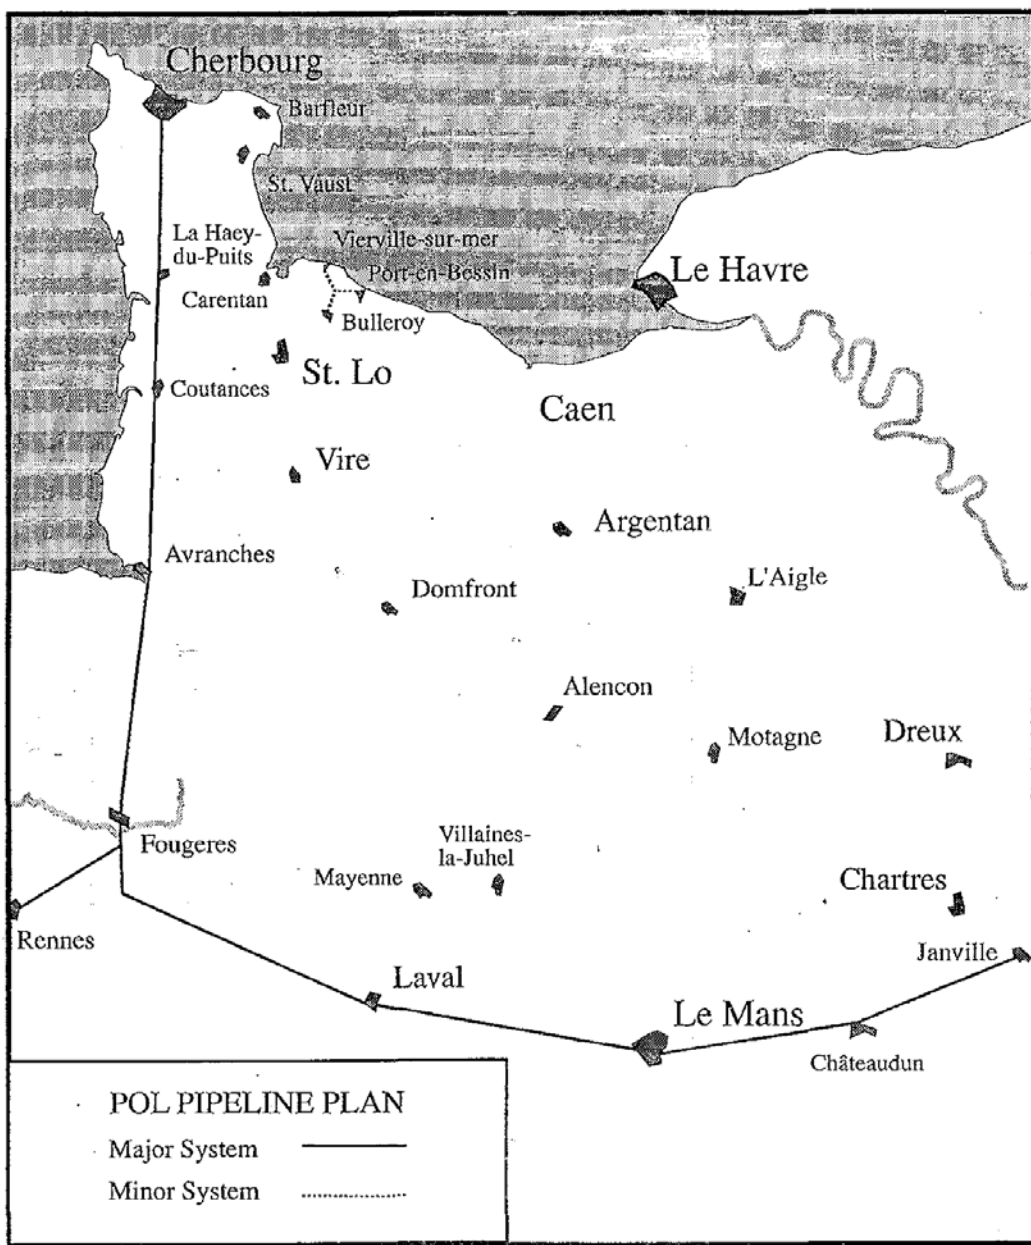 Cherbourg
Barfleur
St. Vaust
La Haey-
du-Puits
Vierville-sur-mer
Port-en-Bessin
Le Havre
Carentan
Bulleroy
St. Lo
Coutances
Caen
Vire
Argentan
Avranches
L'Aigle
Domfront
Alencon
Motagne
Dreux
Fougeres
Villaines-
la-Juhel
Mayenne
Chartres
Rennes
Janville
Laval
Le Mans
Châteaudun
POL PIPELINE PLAN
Major System
Minor System